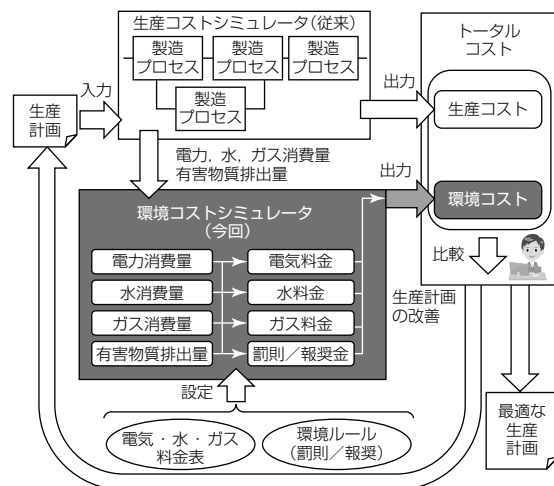 生産コストシミュレータ（従来）
製造
プロセス
製造
プロセス
製造
プロセス
製造
プロセス
入力
生産
計画
出力
トータル
コスト
生産コスト
環境コスト
電力，水，ガス消費量
有害物質排出量
出力
環境コストシミュレータ
（今回）
電力消費量
電気料金
水消費量
水料金
ガス消費量
ガス料金
有害物質排出量
罰則／報奨金
比較
生産計画
の改善
設定
電気・水・ガス
料金表
環境ルール
（罰則／報奨）
最適な
生産
計画